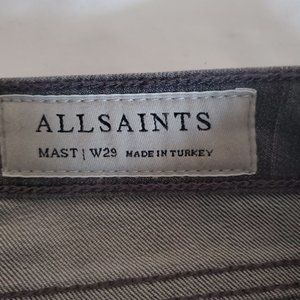 ALLSAINTS
MAST | W29 MADE IN TURKEY